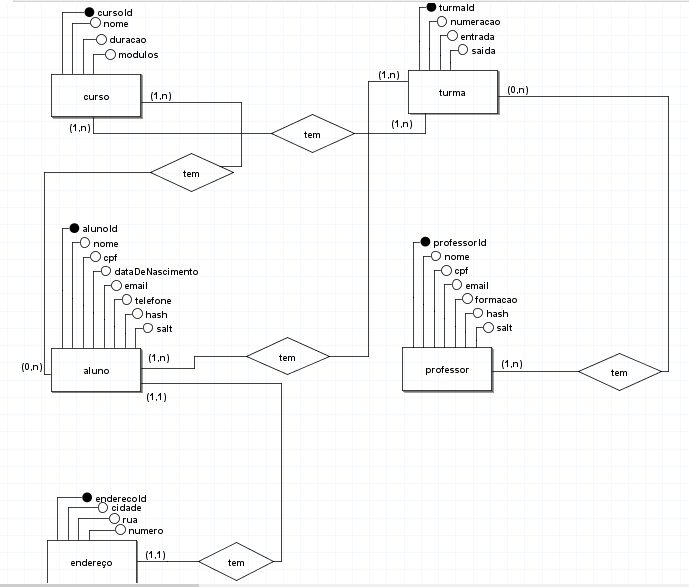 cursoId
nome
duracao
modulos
curso
(1,n)
(1,n)
tem
turmaId
numeracao
entrada
saida
turma
(1,n)
(0,n)
(1,n)
tem
alunoId
nome
cpf
dataDeNascimento
email
telefone
hash
salt
aluno
(0,n)
(1,n)
(1,1)
tem
professorId
nome
cpf
email
formacao
hash
salt
professor
(1,n)
tem
enderecoId
cidade
rua
numero
endereço
(1,1)
tem